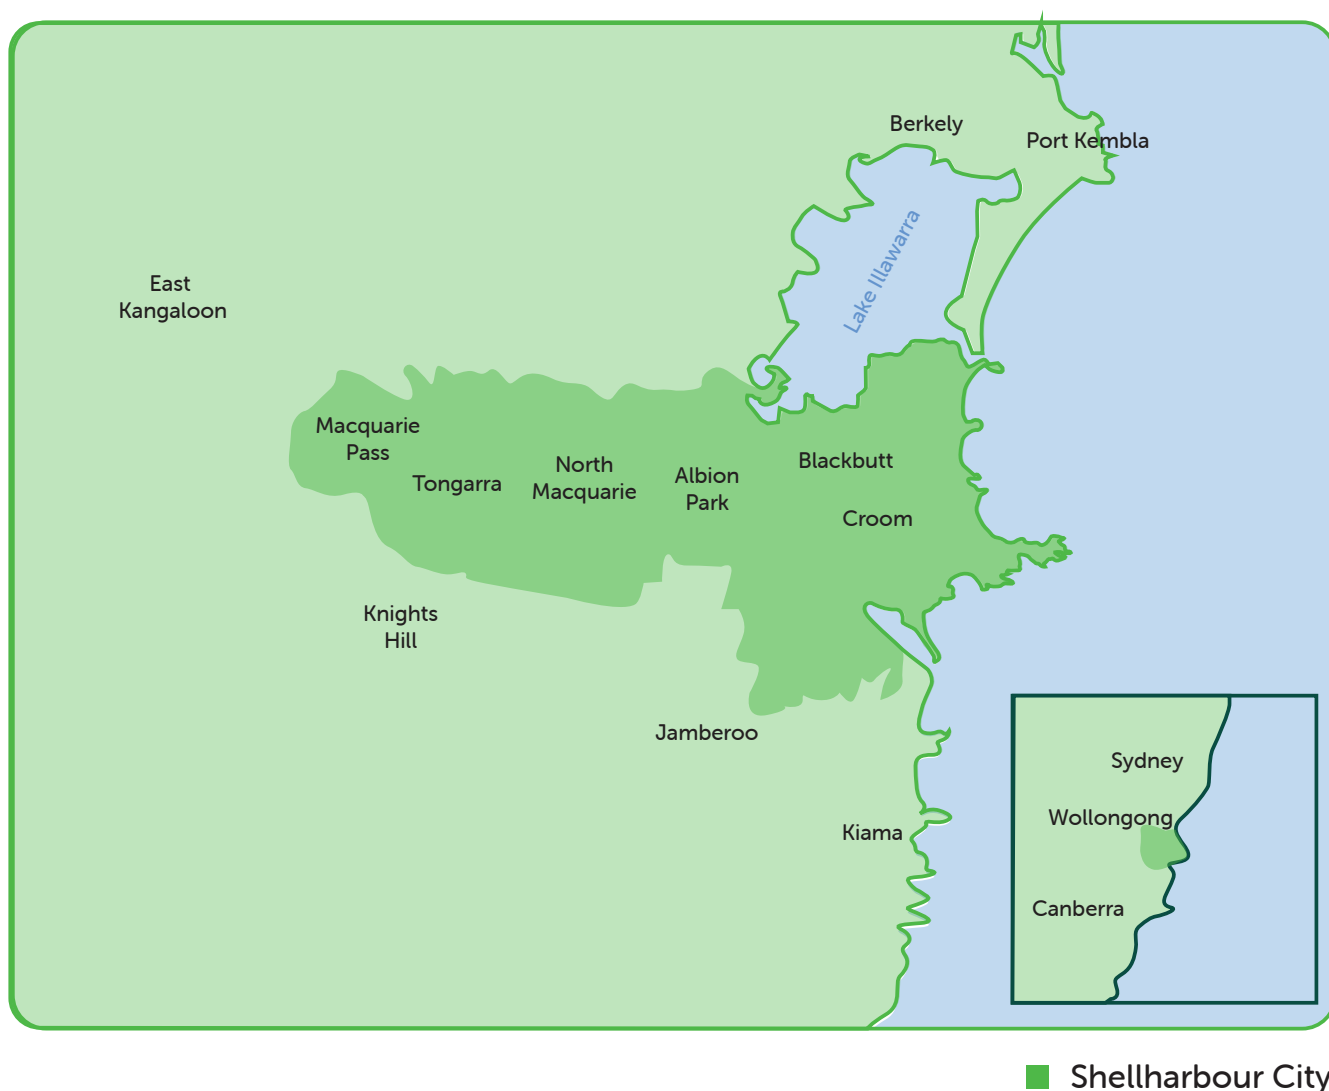 Berkely
Port Kembla
Lake Illawarra
East
Kangaloon
Macquarie
Pass
Tongarra
North
Macquarie
Albion
Park
Blackbutt
Croom
Knights
Hill
Jamberoo
Kiama
Sydney
Wollongong
Canberra
Shellharbour City